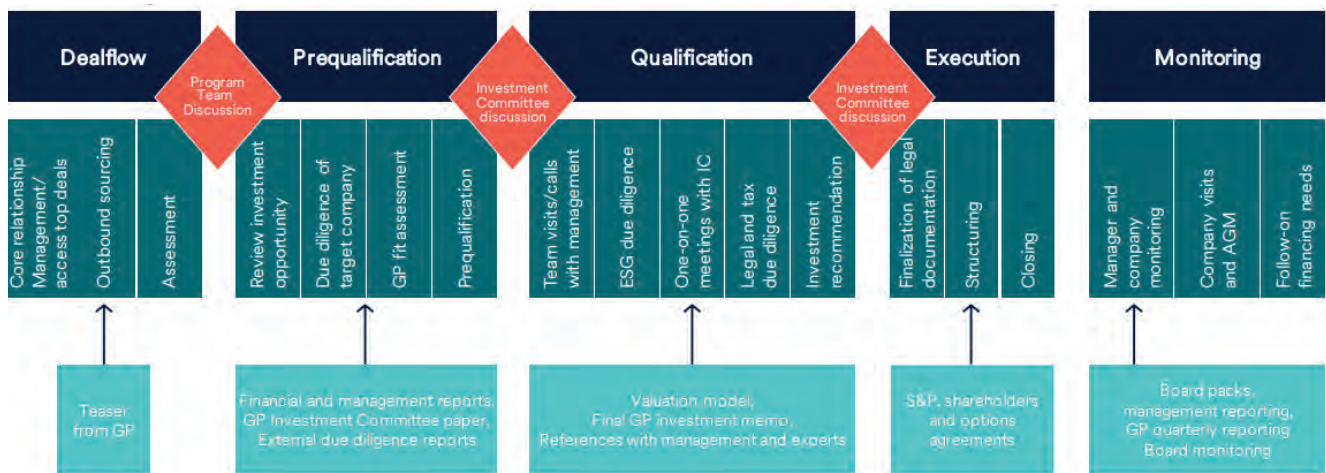 Dealflow
Prequalification
Qualification
Execution
Monitoring
Program
Team
Discussion
Investment
Committee
discussion
Investment
Committee
discussion
Core relationship
Management/
access top deals
Outbound sourcing
Assessment
Review investment
opportunity
Due diligence of
target company
GP fit assessment
Prequalification
Team visits/calls
with management
ESG due diligence
One-on-one
meetings with IC
Legal and tax
due diligence
Investment
recommendation
Finalization of legal
documentation
Structuring
Closing
Manager and
company
monitoring
Company visits
and AGM
Follow-on
financing needs
Teaser
from GP
Financial and management reports,
GP Investment Committee paper,
External due diligence reports
Valuation model,
Final GP investment memo,
References with management and experts
S&P, shareholders
and options
agreements
Board packs,
management reporting,
GP quarterly reporting
Board monitoring